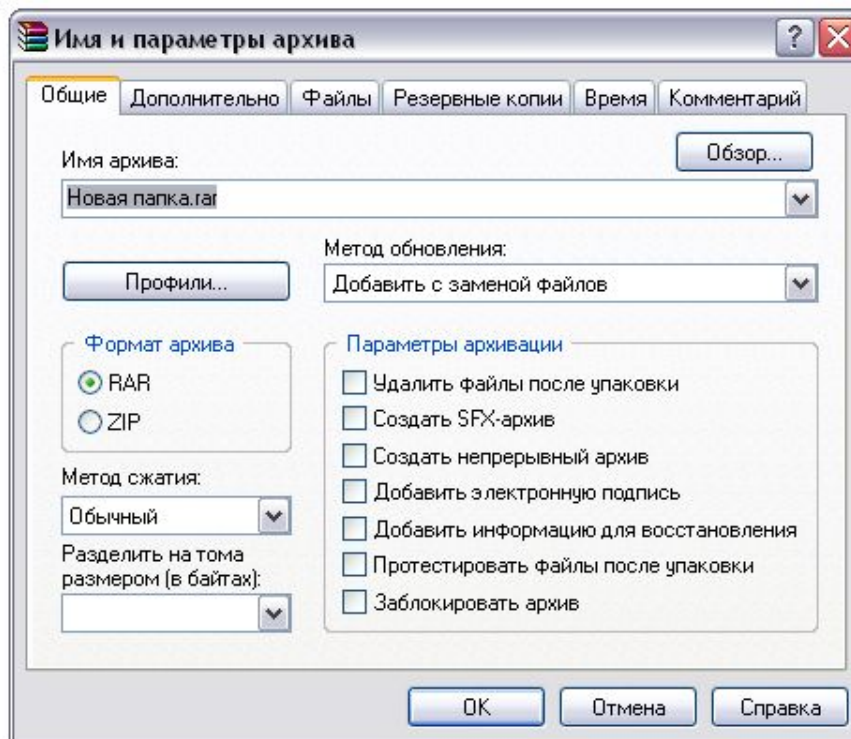 Имя и параметры архива
Общие Дополнительно Файлы Резервные копии Время Комментарий
Имя архива:
Обзор...
Новая папка.rar
Метод обновления:
Профили...
Добавить с заменой файлов
Формат архива
RAR
ZIP
Метод сжатия:
Обычный
Разделить на тома
размером (в байтах):
Параметры архивации
Удалить файлы после упаковки
Создать SFX-архив
Создать непрерывный архив
Добавить электронную подпись
Добавить информацию для восстановления
Протестировать файлы после упаковки
Заблокировать архив
OK Отмена Справка